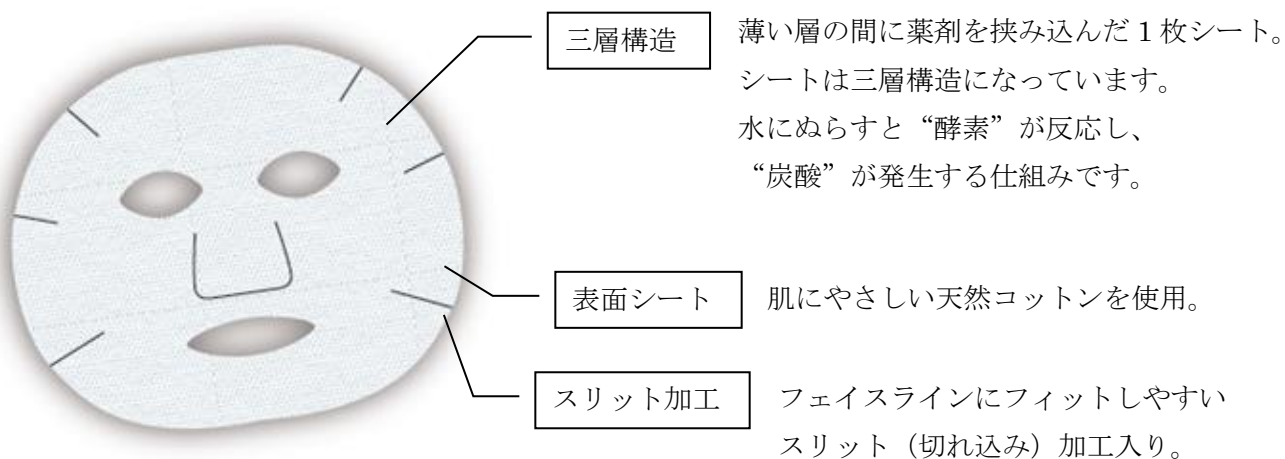 三層構造
薄い層の間に薬剤を挟み込んだ1枚シート。
シートは三層構造になっています。
水にぬらすと“酵素”が反応し、
“炭酸”が発生する仕組みです。
表面シート
肌にやさしい天然コットンを使用。
スリット加工
フェイスラインにフィットしやすい
スリット（切れ込み）加工入り。